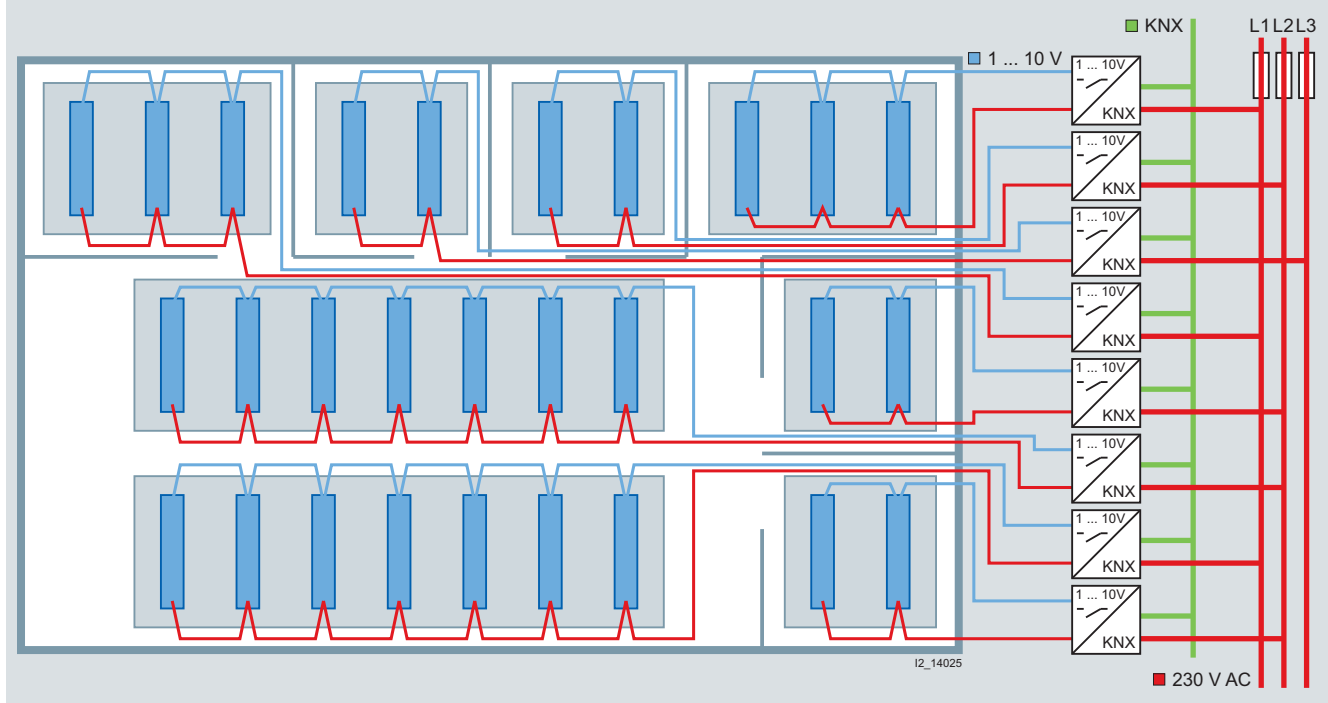 KNX L1 L2 L3
1 ... 10 V
1 ... 10V
KNX
1 ... 10V
KNX
1 ... 10V
KNX
1 ... 10V
KNX
1 ... 10V
KNX
1 ... 10V
KNX
1 ... 10V
KNX
1 ... 10V
KNX
I2_14025
230 V AC